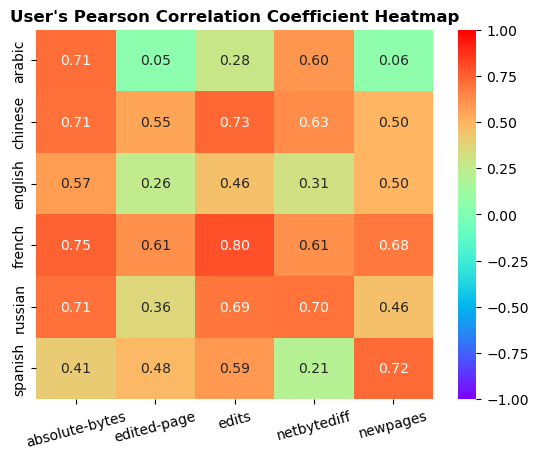 User's Pearson Correlation Coefficient Heatmap
arabic 0.71 0.05 0.28 0.60 0.06
chinese 0.71 0.55 0.73 0.63 0.50
english 0.57 0.26 0.46 0.31 0.50
french 0.75 0.61 0.80 0.61 0.68
russian 0.71 0.36 0.69 0.70 0.46
spanish 0.41 0.48 0.59 0.21 0.72
absolute-bytes edited-page edits netbytediff newpages
1.00
0.75
0.50
0.25
0.00
−0.25
−0.50
−0.75
−1.00